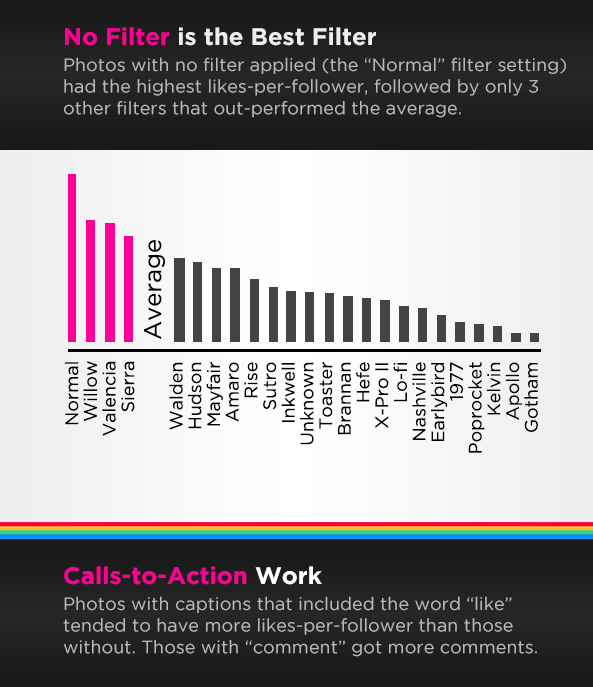 No Filter is the Best Filter
Photos with no filter applied (the “Normal” filter setting)
had the highest likes-per-follower, followed by only 3
other filters that out-performed the average.
Normal
Willow
Valencia
Sierra
Average
Walden
Hudson
Mayfair
Amaro
Rise
Sutro
Inkwell
Unknown
Toaster
Brannan
Hefe
X-Pro II
Lo-fi
Nashville
Earlybird
1977
Poprocket
Kelvin
Apollo
Gotham
Calls-to-Action Work
Photos with captions that included the word “like”
tended to have more likes-per-follower than those
without. Those with “comment” got more comments.